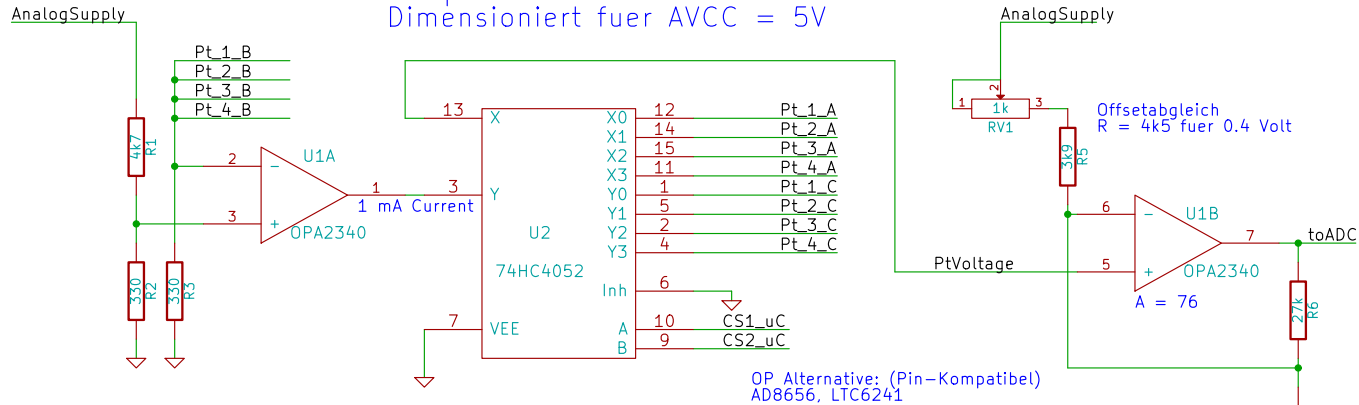 Dimensioniert fuer AVCC = 5V
AnalogSupply
Pt_1_B
Pt_2_B
Pt_3_B
Pt_4_B
4k7
R1
2
−
3
+
U1A
1
OPA2340
1 mA Current
330
R2
330
R3
13
X
3
Y
7
VEE
U2
74HC4052
X0
12
Pt_1_A
X1
14
Pt_2_A
X2
15
Pt_3_A
X3
11
Pt_4_A
Y0
1
Pt_1_C
Y1
5
Pt_2_C
Y2
2
Pt_3_C
Y3
4
Pt_4_C
Inh
6
A
10
CS1_uC
B
9
CS2_uC
AnalogSupply
1
2
3
1k
RV1
Offsetabgleich
R = 4k5 fuer 0.4 Volt
3k9
R5
PtVoltage
6
−
5
+
U1B
7
OPA2340
A = 76
toADC
27k
R6
OP Alternative: (Pin−Kompatibel)
AD8656, LTC6241